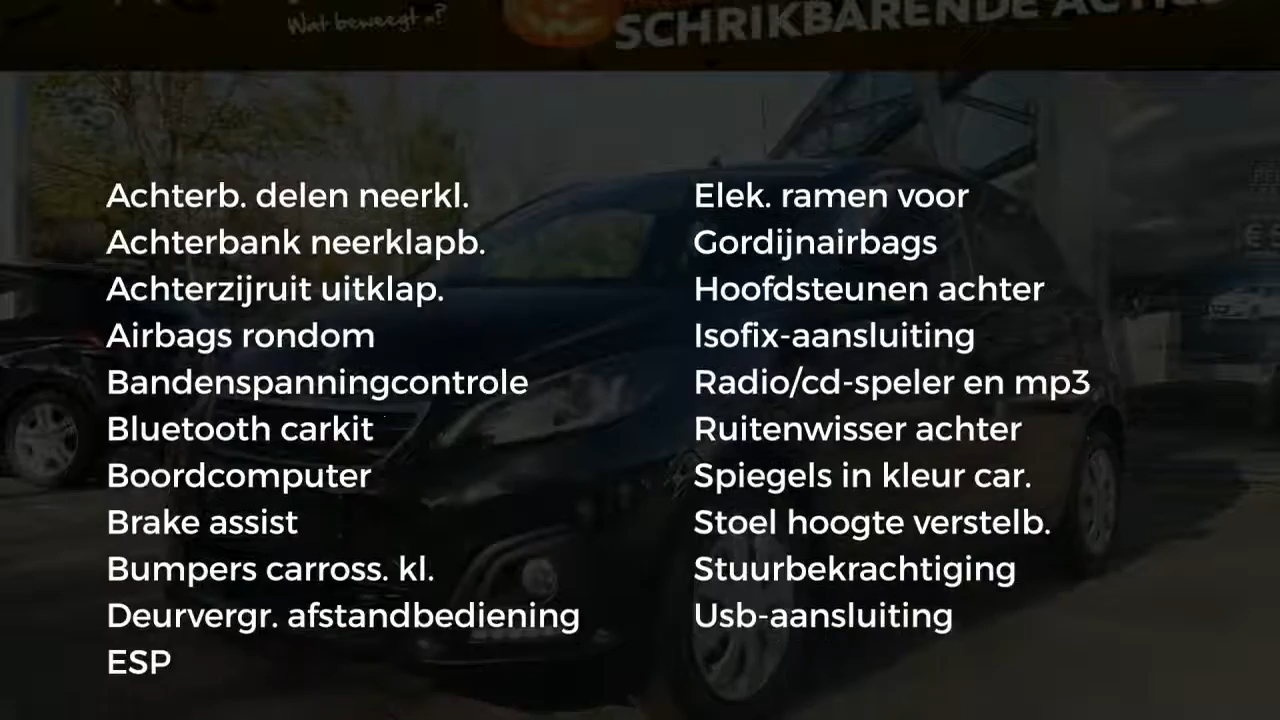 Wat beweegt u?
SCHRIKBARENDE ACTIES
Achterb. delen neerkl.
Achterbank neerklapb.
Achterzijruit uitklap.
Airbags rondom
Bandenspanningcontrole
Bluetooth carkit
Boordcomputer
Brake assist
Bumpers carross. kl.
Deurvergr. afstandbediening
ESP
Elek. ramen voor
Gordijnairbags
Hoofdsteunen achter
Isofix-aansluiting
Radio/cd-speler en mp3
Ruitenwisser achter
Spiegels in kleur car.
Stoel hoogte verstelb.
Stuurbekrachtiging
Usb-aansluiting